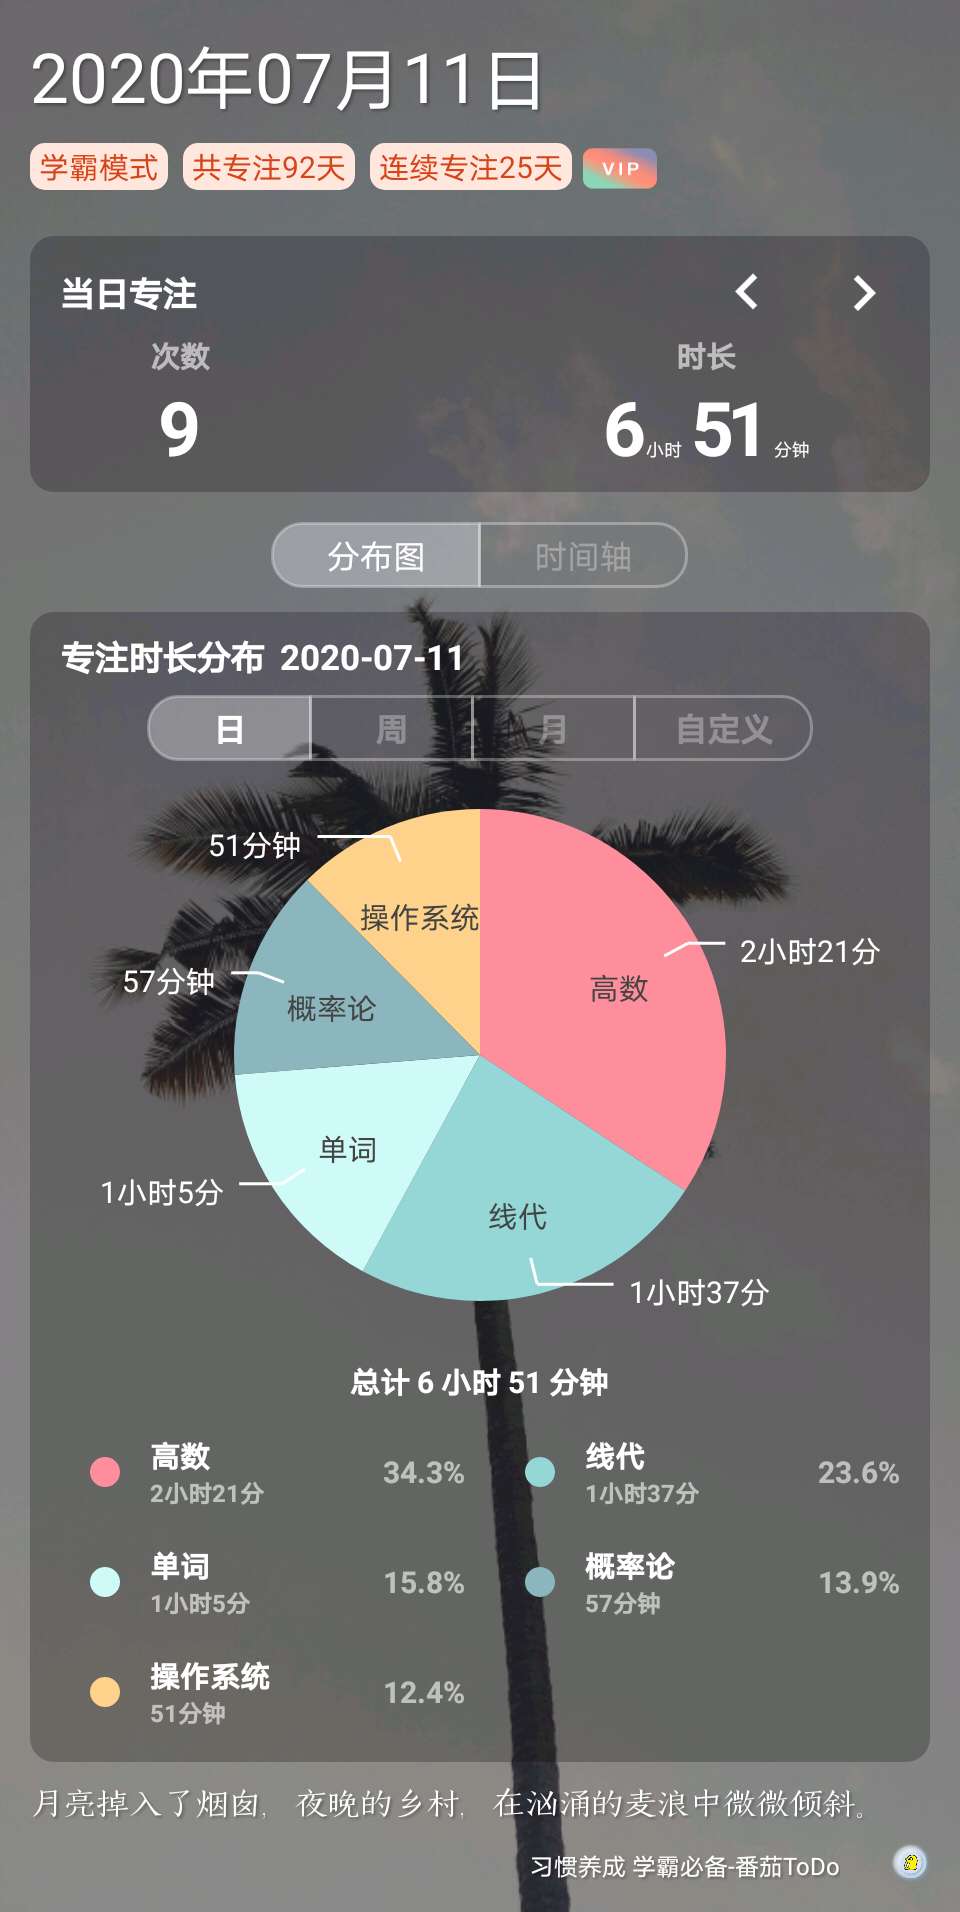 2020年07月11日
学霸模式 共专注92天 连续专注25天 VIP
当日专注
次数 时长
9 6小时 51分钟
分布图 时间轴
专注时长分布 2020-07-11
日 周 月 自定义
51分钟
操作系统
2小时21分
57分钟
高数
概率论
单词
1小时5分
线代
1小时37分
总计 6 小时 51 分钟
高数 34.3%
2小时21分
线代 23.6%
1小时37分
单词 15.8%
1小时5分
概率论 13.9%
57分钟
操作系统 12.4%
51分钟
月亮掉入了烟囱，夜晚的乡村，在汹涌的麦浪中微微倾斜。
习惯养成 学霸必备-番茄ToDo